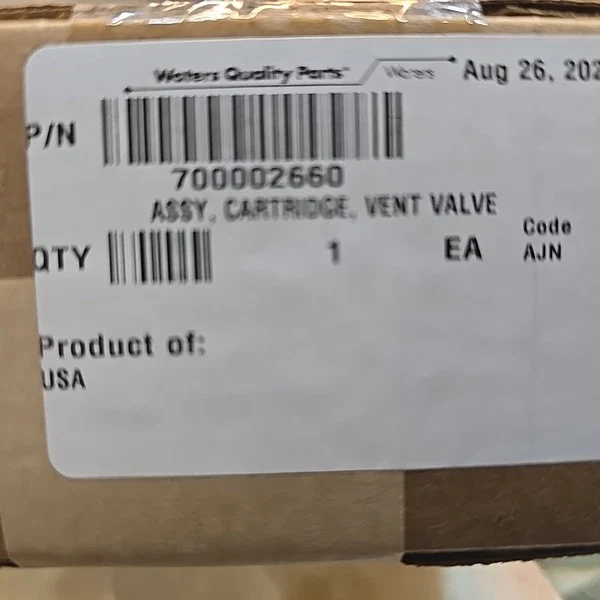 Waters Quality Parts™ Waters Aug 26, 202
P/N
700002660
ASSY, CARTRIDGE, VENT VALVE
QTY 1 EA Code AJN
Product of:
USA